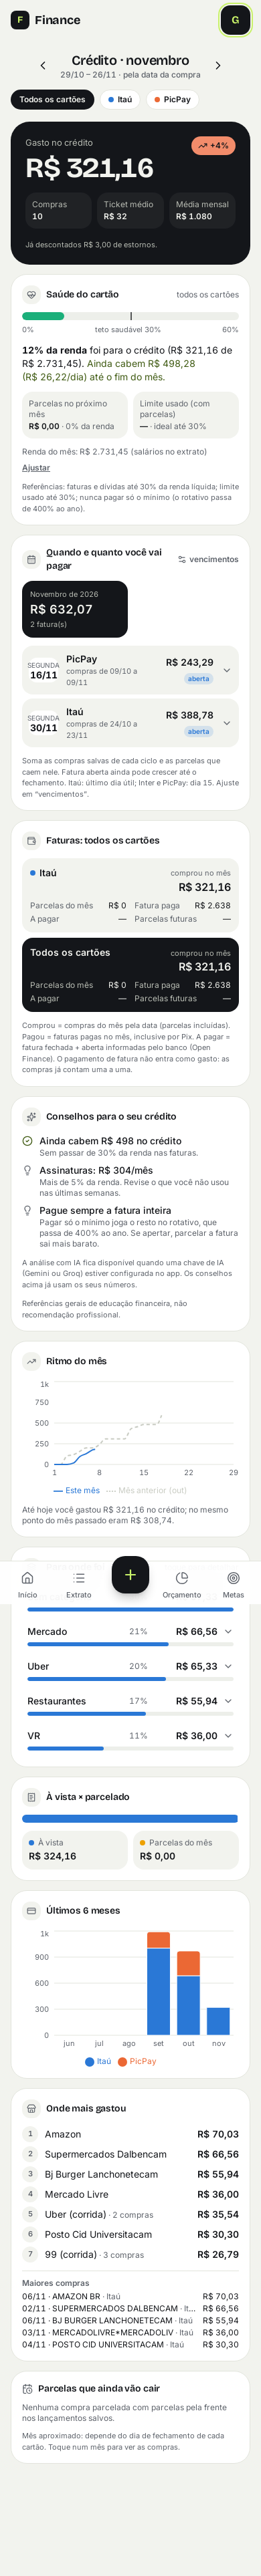 F Finance G
Crédito · novembro
29/10 – 26/11 · pela data da compra
Todos os cartões
Itaú
PicPay
Gasto no crédito
+4%
R$ 321,16
Compras
10
Ticket médio
R$ 32
Média mensal
R$ 1.080
Já descontados R$ 3,00 de estornos.
Saúde do cartão
todos os cartões
0% teto saudável 30% 60%
12% da renda foi para o crédito (R$ 321,16 de
R$ 2.731,45). Ainda cabem R$ 498,28
(R$ 26,22/dia) até o fim do mês.
Parcelas no próximo
mês
R$ 0,00 · 0% da renda
Limite usado (com
parcelas)
— · ideal até 30%
Renda do mês: R$ 2.731,45 (salários no extrato)
Ajustar
Referências: faturas e dívidas até 30% da renda líquida; limite
usado até 30%; nunca pagar só o mínimo (o rotativo passa
de 400% ao ano).
Quando e quanto você vai
pagar
vencimentos
Novembro de 2026
R$ 632,07
2 fatura(s)
SEGUNDA
16/11
PicPay
compras de 09/10 a
09/11
R$ 243,29
aberta
SEGUNDA
30/11
Itaú
compras de 24/10 a
23/11
R$ 388,78
aberta
Soma as compras salvas de cada ciclo e as parcelas que
caem nele. Fatura aberta ainda pode crescer até o
fechamento. Itaú: último dia útil; Inter e PicPay: dia 15. Ajuste
em "vencimentos".
Faturas: todos os cartões
Itaú
comprou no mês
R$ 321,16
Parcelas do mês R$ 0 Fatura paga R$ 2.638
A pagar — Parcelas futuras —
Todos os cartões
comprou no mês
R$ 321,16
Parcelas do mês R$ 0 Fatura paga R$ 2.638
A pagar — Parcelas futuras —
Comprou = compras do mês pela data (parcelas incluídas).
Pagou = faturas pagas no mês, inclusive por Pix. A pagar =
fatura fechada + aberta informadas pelo banco (Open
Finance). O pagamento de fatura não entra como gasto: as
compras já contam uma a uma.
Conselhos para o seu crédito
Ainda cabem R$ 498 no crédito
Sem passar de 30% da renda nas faturas.
Assinaturas: R$ 304/mês
Mais de 5% da renda. Revise o que você não usou
nas últimas semanas.
Pague sempre a fatura inteira
Pagar só o mínimo joga o resto no rotativo, que
passa de 400% ao ano. Se apertar, parcelar a fatura
sai mais barato.
A análise com IA fica disponível quando uma chave de IA
(Gemini ou Groq) estiver configurada no app. Os conselhos
acima já usam os seus números.
Referências gerais de educação financeira, não
recomendação profissional.
Ritmo do mês
1k
750
500
250
0
1 8 15 22 29
Este mês
Mês anterior (out)
Até hoje você gastou R$ 321,16 no crédito; no mesmo
ponto do mês passado eram R$ 308,74.
Início
Extrato
Orçamento
Metas
Mercado 21% R$ 66,56
Uber 20% R$ 65,33
Restaurantes 17% R$ 55,94
VR 11% R$ 36,00
À vista × parcelado
À vista
R$ 324,16
Parcelas do mês
R$ 0,00
Últimos 6 meses
1k
900
600
300
0
jun jul ago set out nov
Itaú
PicPay
Onde mais gastou
1 Amazon R$ 70,03
2 Supermercados Dalbencam R$ 66,56
3 Bj Burger Lanchonetecam R$ 55,94
4 Mercado Livre R$ 36,00
5 Uber (corrida) · 2 compras R$ 35,54
6 Posto Cid Universitacam R$ 30,30
7 99 (corrida) · 3 compras R$ 26,79
Maiores compras
06/11 · AMAZON BR · Itaú R$ 70,03
02/11 · SUPERMERCADOS DALBENCAM · It... R$ 66,56
06/11 · BJ BURGER LANCHONETECAM · Itaú R$ 55,94
03/11 · MERCADOLIVRE*MERCADOLIV · Itaú R$ 36,00
04/11 · POSTO CID UNIVERSITACAM · Itaú R$ 30,30
Parcelas que ainda vão cair
Nenhuma compra parcelada com parcelas pela frente
nos lançamentos salvos.
Mês aproximado: depende do dia de fechamento de cada
cartão. Toque num mês para ver as compras.